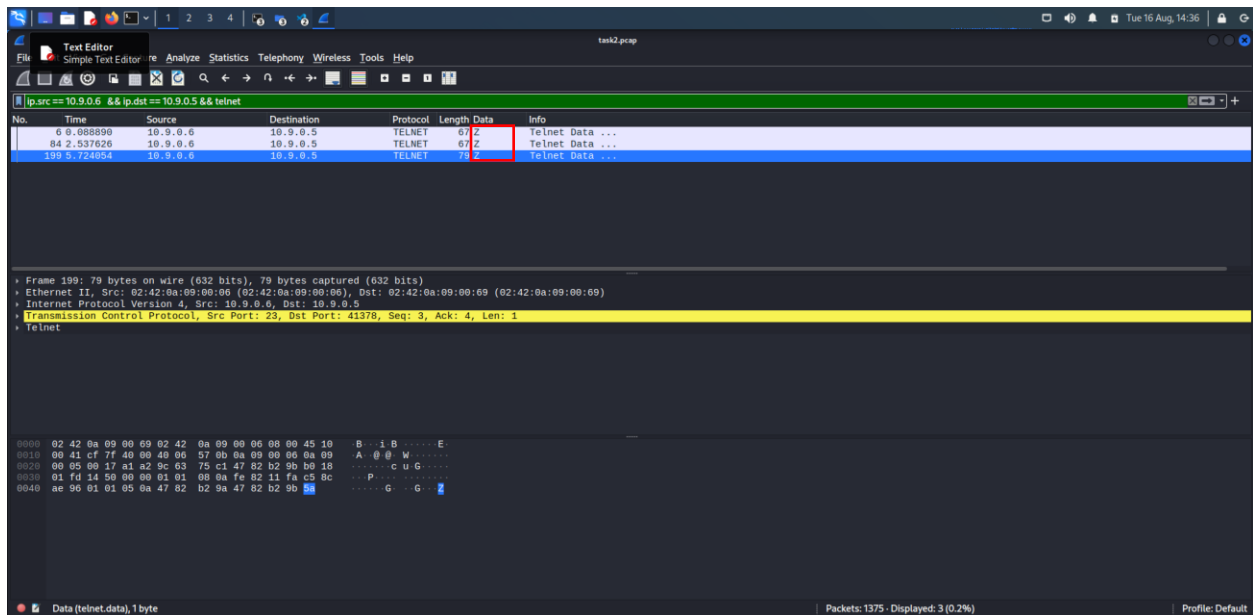 1 2 3 4
Tue 16 Aug, 14:36
task2.pcap
Text Editor
Simple Text Editor
File
Analyze Statistics Telephony Wireless Tools Help
ip.src == 10.9.0.6 && ip.dst == 10.9.0.5 && telnet
No. Time Source Destination Protocol Length Data Info
6 0.088890 10.9.0.6 10.9.0.5 TELNET 67 Z Telnet Data ...
84 2.537626 10.9.0.6 10.9.0.5 TELNET 67 Z Telnet Data ...
199 5.724054 10.9.0.6 10.9.0.5 TELNET 79 Z Telnet Data ...
Frame 199: 79 bytes on wire (632 bits), 79 bytes captured (632 bits)
Ethernet II, Src: 02:42:0a:09:00:06 (02:42:0a:09:00:06), Dst: 02:42:0a:09:00:69 (02:42:0a:09:00:69)
Internet Protocol Version 4, Src: 10.9.0.6, Dst: 10.9.0.5
Transmission Control Protocol, Src Port: 23, Dst Port: 41378, Seq: 3, Ack: 4, Len: 1
Telnet
0000 02 42 0a 09 00 69 02 42 0a 09 00 06 08 00 45 10 ·B···i·B ······E·
0010 00 41 cf 7f 40 00 40 06 57 0b 0a 09 00 06 0a 09 ·A··@·@· W·······
0020 00 05 00 17 a1 a2 9c 63 75 c1 47 82 b2 9b b0 18 ·······c u·G·····
0030 01 fd 14 50 00 00 01 01 08 0a fe 82 11 fa c5 8c ···P···· ········
0040 ae 96 01 01 05 0a 47 82 b2 9a 47 82 b2 9b 5a ······G· ··G···Z
Data (telnet.data), 1 byte
Packets: 1375 · Displayed: 3 (0.2%)
Profile: Default